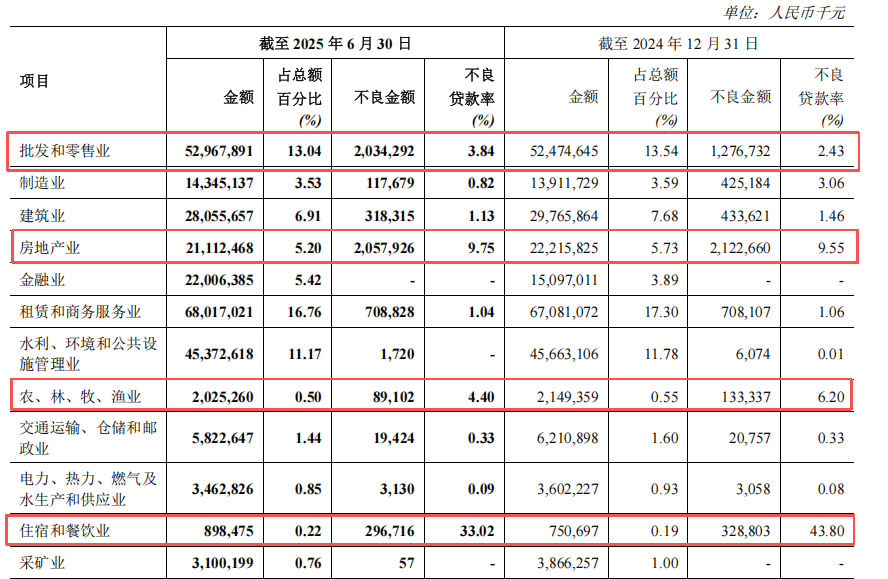 单位：人民币千元
项目 截至 2025 年 6 月 30 日 截至 2024 年 12 月 31 日
金额 占总额百分比(%) 不良金额 不良贷款率(%) 金额 占总额百分比(%) 不良金额 不良贷款率(%)
批发和零售业 52,967,891 13.04 2,034,292 3.84 52,474,645 13.54 1,276,732 2.43
制造业 14,345,137 3.53 117,679 0.82 13,911,729 3.59 425,184 3.06
建筑业 28,055,657 6.91 318,315 1.13 29,765,864 7.68 433,621 1.46
房地产业 21,112,468 5.20 2,057,926 9.75 22,215,825 5.73 2,122,660 9.55
金融业 22,006,385 5.42 - - 15,097,011 3.89 - -
租赁和商务服务业 68,017,021 16.76 708,828 1.04 67,081,072 17.30 708,107 1.06
水利、环境和公共设施管理业 45,372,618 11.17 1,720 - 45,663,106 11.78 6,074 0.01
农、林、牧、渔业 2,025,260 0.50 89,102 4.40 2,149,359 0.55 133,337 6.20
交通运输、仓储和邮政业 5,822,647 1.44 19,424 0.33 6,210,898 1.60 20,757 0.33
电力、热力、燃气及水生产和供应业 3,462,826 0.85 3,130 0.09 3,602,227 0.93 3,058 0.08
住宿和餐饮业 898,475 0.22 296,716 33.02 750,697 0.19 328,803 43.80
采矿业 3,100,199 0.76 57 - 3,866,257 1.00 - -